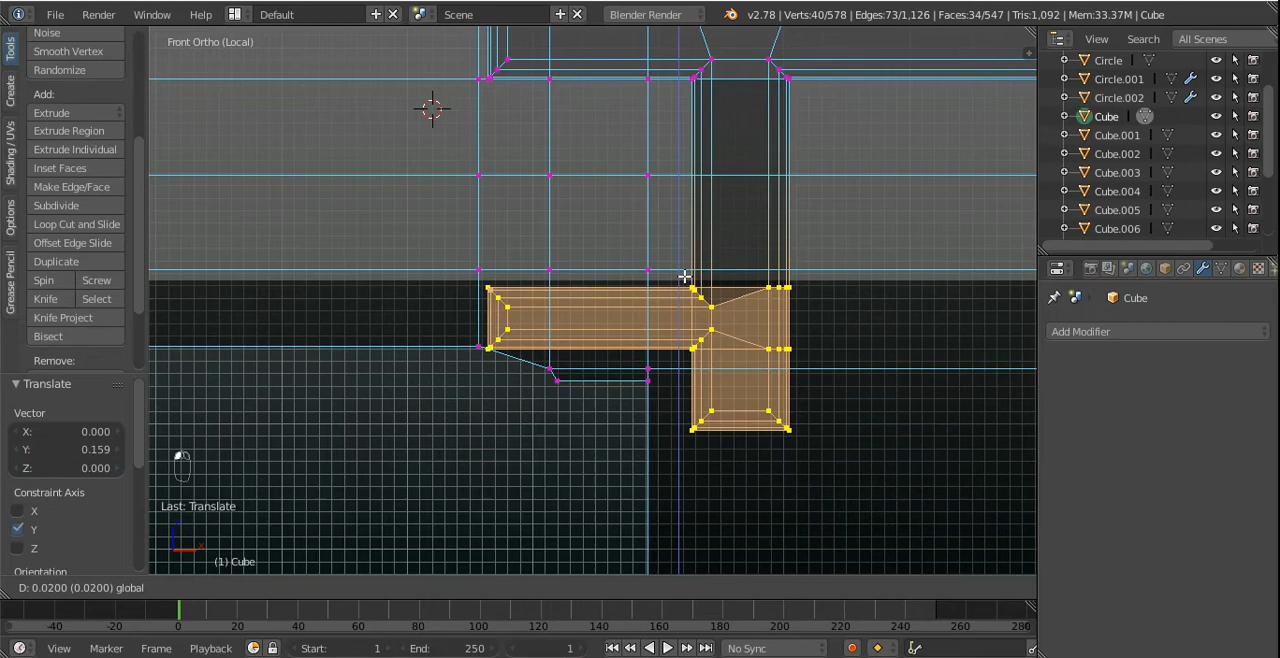 File Render Window Help Default Scene Blender Render v2.78 | Verts:40/578 | Edges:73/1,126 | Faces:34/547 | Tris:1,092 | Mem:33.37M | Cube
Tools
Create
Shading / UVs
Options
Grease Pencil
Noise
Smooth Vertex
Randomize
Add:
Extrude
Extrude Region
Extrude Individual
Inset Faces
Make Edge/Face
Subdivide
Loop Cut and Slide
Offset Edge Slide
Duplicate
Spin Screw
Knife Select
Knife Project
Bisect
Remove:
Translate
Vector
X: 0.000
Y: 0.159
Z: 0.000
Constraint Axis
X
Y
Z
Orientation
Front Ortho (Local)
Last: Translate
(1) Cube
D: 0.0200 (0.0200) global
View Search All Scenes
Circle
Circle.001
Circle.002
Cube
Cube.001
Cube.002
Cube.003
Cube.004
Cube.005
Cube.006
Cube
Add Modifier
-40 -20 0 20 40 60 80 100 120 140 160 180 200 220 240 260 280
View Marker Frame Playback Start: 1 End: 250 1 No Sync